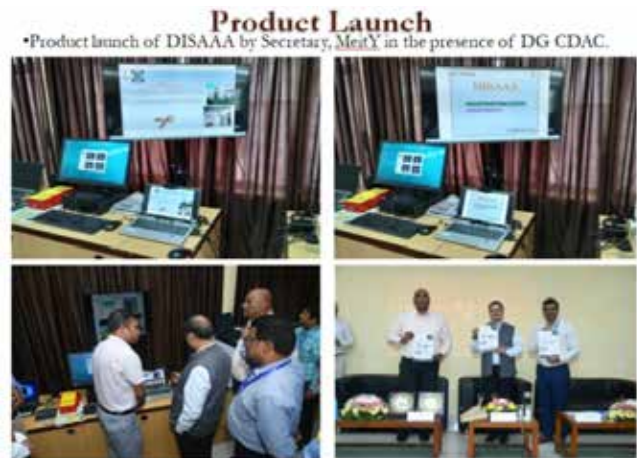 Product Launch
•Product launch of DISAAA by Secretary, MeitY in the presence of DG CDAC.
DISAAA